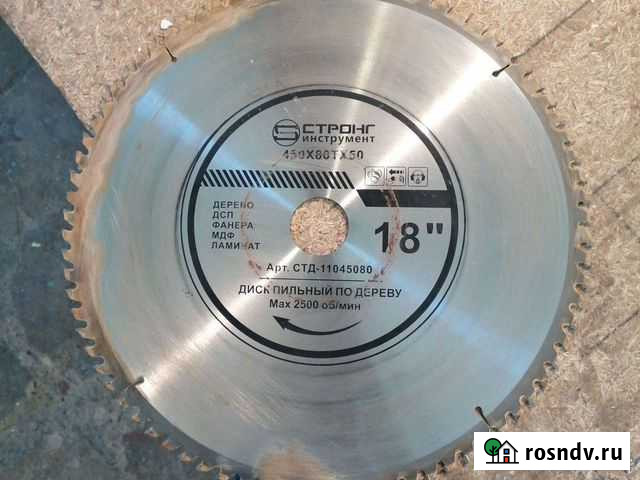 СТРОНГ
инструмент
450X80TX50
ДЕРЕВО
ДСП
ФАНЕРА
МДФ
ЛАМИНАТ
18"
Арт. СТД-11045080
ДИСК ПИЛЬНЫЙ ПО ДЕРЕВУ
Max 2500 об/мин
rosndv.ru